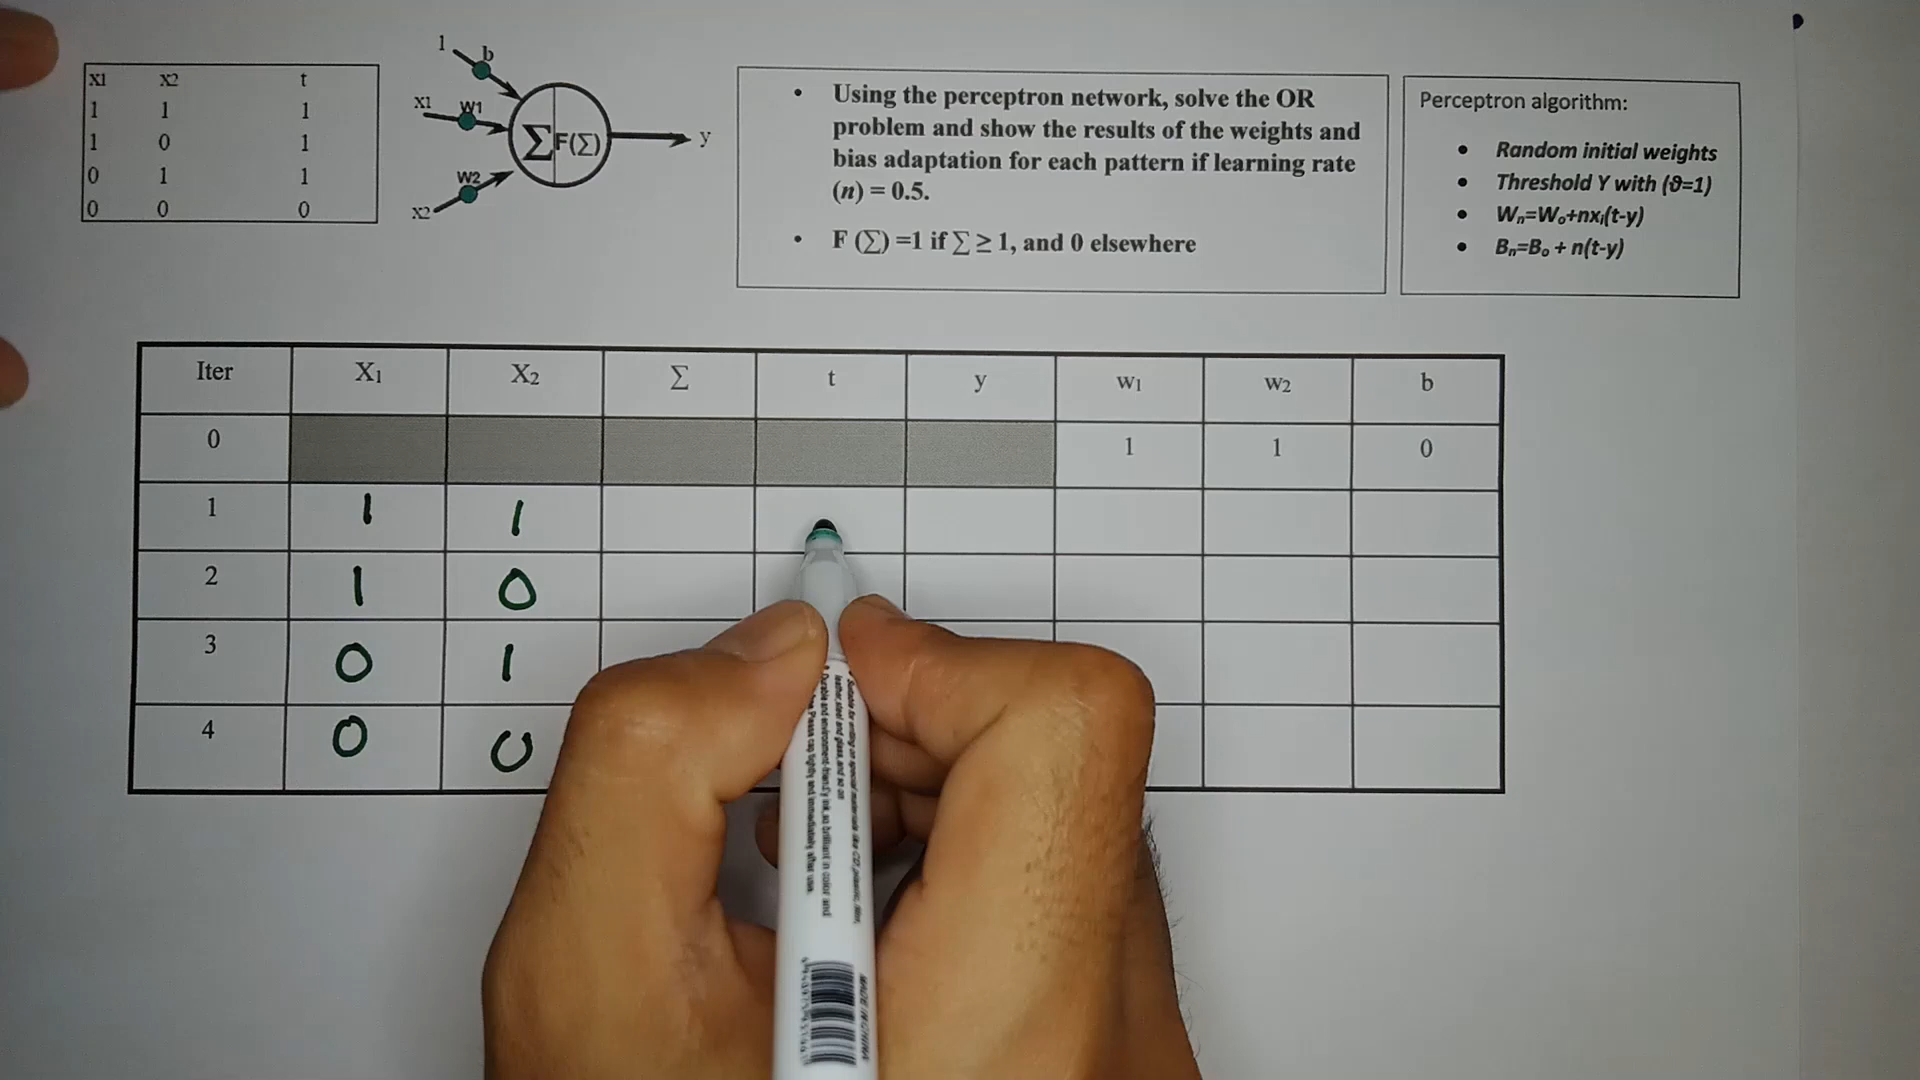 X1 X2 t
1 1 1
1 0 1
0 1 1
0 0 0
1 b
X1 W1
∑ F(∑) y
W2
X2
• Using the perceptron network, solve the OR
problem and show the results of the weights and
bias adaptation for each pattern if learning rate
(n) = 0.5.
• F (∑) =1 if ∑ ≥ 1, and 0 elsewhere
Perceptron algorithm:
• Random initial weights
• Threshold Y with (ϑ=1)
• Wₙ=Wₒ+nxᵢ(t-y)
• Bₙ=Bₒ + n(t-y)
Iter X₁ X₂ ∑ t y w₁ w₂ b
0 1 1 0
1 1 1
2 1 0
3 0 1
4 0 0
MADE IN CHINA